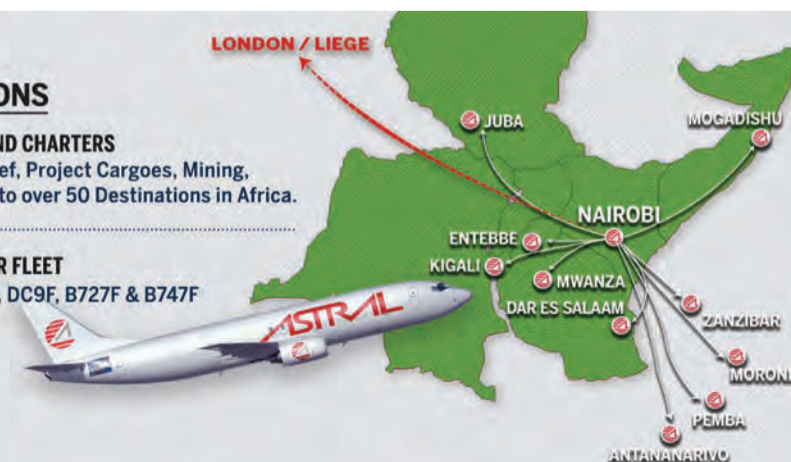 LONDON / LIEGE
ONS
ND CHARTERS
ef, Project Cargoes, Mining,
to over 50 Destinations in Africa.
R FLEET
, DC9F, B727F & B747F
ASTRAL
JUBA
MOGADISHU
NAIROBI
ENTEBBE
KIGALI
MWANZA
DAR ES SALAAM
ZANZIBAR
MORONI
PEMBA
ANTANANARIVO